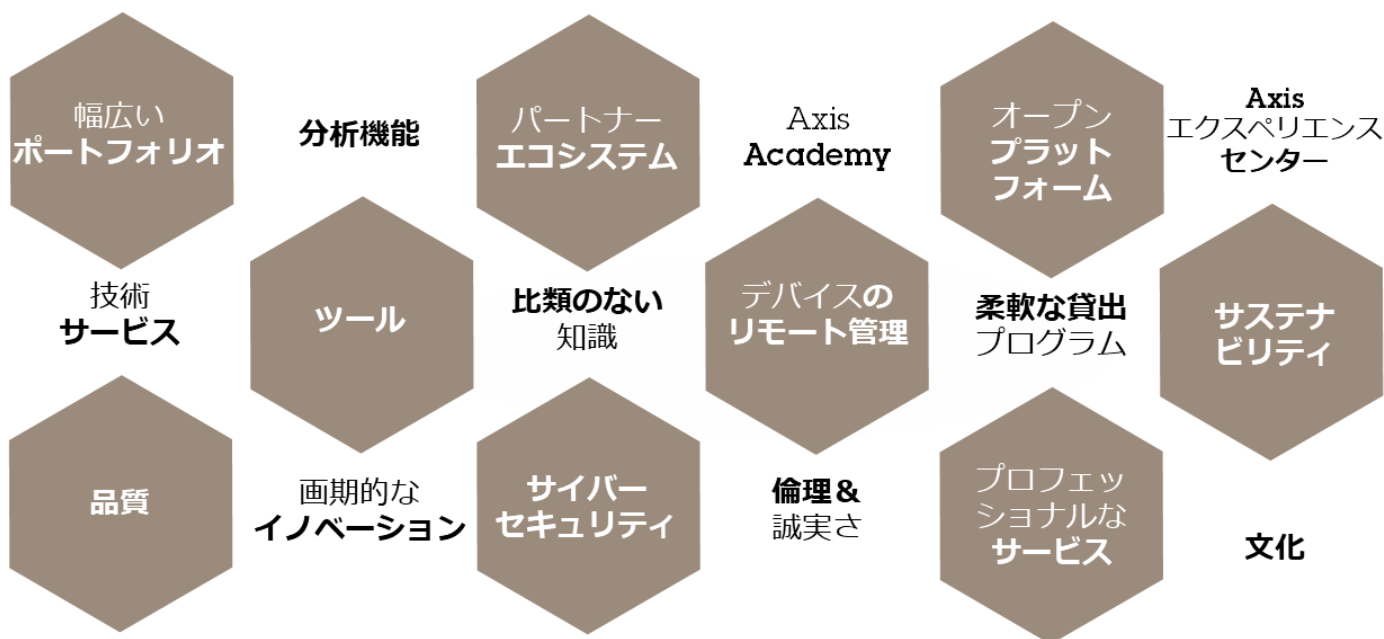 幅広い
ポートフォリオ
分析機能
パートナー
エコシステム
Axis
Academy
オープン
プラット
フォーム
Axis
エクスペリエンス
センター
技術
サービス
ツール
比類のない
知識
デバイスの
リモート管理
柔軟な貸出
プログラム
サステナ
ビリティ
品質
画期的な
イノベーション
サイバー
セキュリティ
倫理&
誠実さ
プロフェッ
ショナルな
サービス
文化